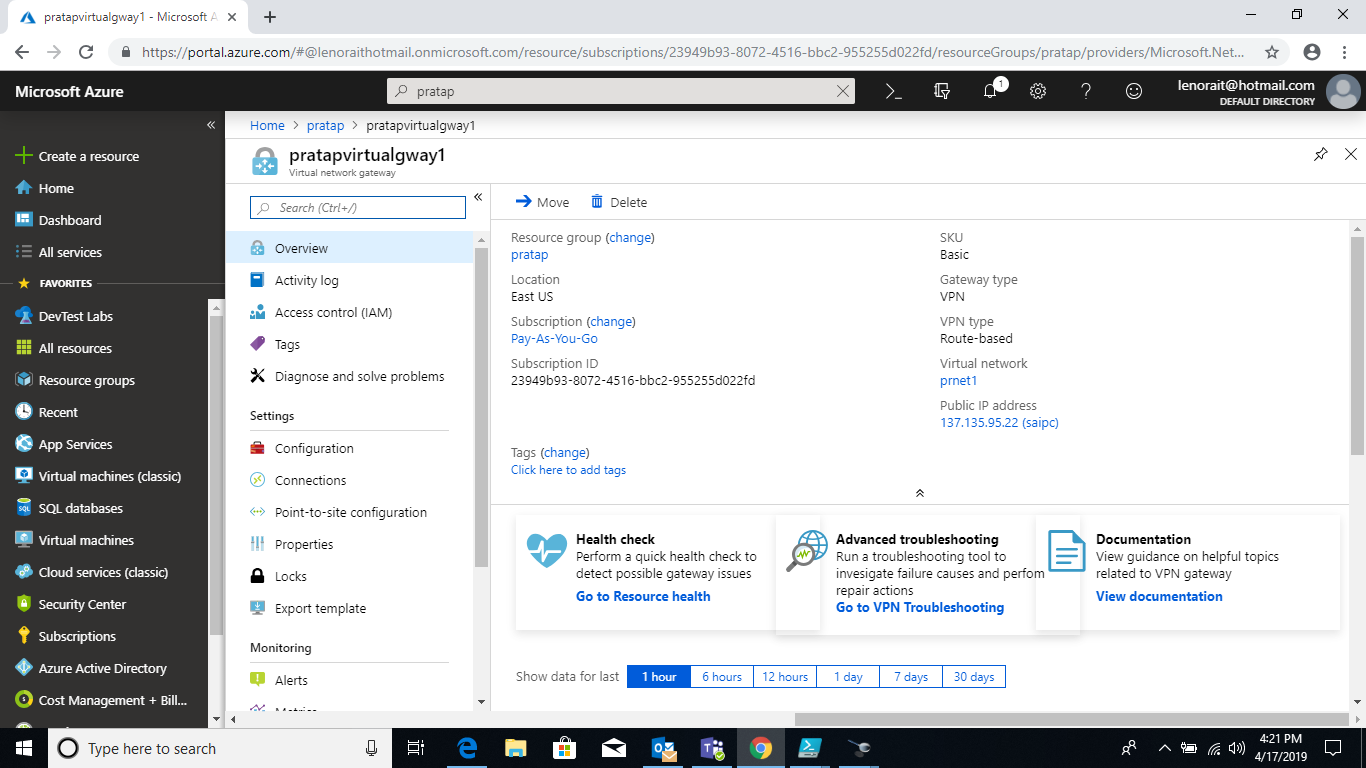 pratapvirtualgway1 - Microsoft A
https://portal.azure.com/#@lenoraithotmail.onmicrosoft.com/resource/subscriptions/23949b93-8072-4516-bbc2-955255d022fd/resourceGroups/pratap/providers/Microsoft.Net...
Microsoft Azure
pratap
1
lenorait@hotmail.com
DEFAULT DIRECTORY
Create a resource
Home
Dashboard
All services
FAVORITES
DevTest Labs
All resources
Resource groups
Recent
App Services
Virtual machines (classic)
SQL databases
Virtual machines
Cloud services (classic)
Security Center
Subscriptions
Azure Active Directory
Cost Management + Bill...
Home > pratap > pratapvirtualgway1
pratapvirtualgway1
Virtual network gateway
Search (Ctrl+/)
Overview
Activity log
Access control (IAM)
Tags
Diagnose and solve problems
Settings
Configuration
Connections
Point-to-site configuration
Properties
Locks
Export template
Monitoring
Alerts
Metrics
Move
Delete
Resource group (change)
pratap
Location
East US
Subscription (change)
Pay-As-You-Go
Subscription ID
23949b93-8072-4516-bbc2-955255d022fd
SKU
Basic
Gateway type
VPN
VPN type
Route-based
Virtual network
prnet1
Public IP address
137.135.95.22 (saipc)
Tags (change)
Click here to add tags
Health check
Perform a quick health check to
detect possible gateway issues
Go to Resource health
Advanced troubleshooting
Run a troubleshooting tool to
invesigate failure causes and perfom
repair actions
Go to VPN Troubleshooting
Documentation
View guidance on helpful topics
related to VPN gateway
View documentation
Show data for last
1 hour
6 hours
12 hours
1 day
7 days
30 days
Type here to search
4:21 PM
4/17/2019